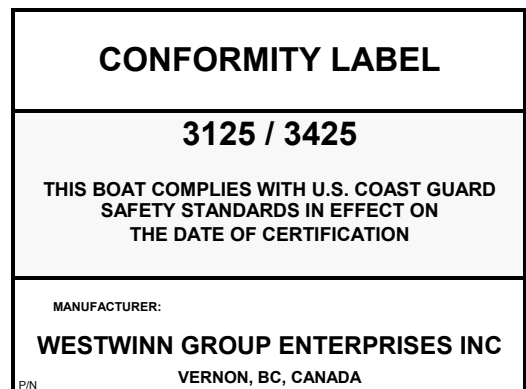 CONFORMITY LABEL
3125 / 3425
THIS BOAT COMPLIES WITH U.S. COAST GUARD
SAFETY STANDARDS IN EFFECT ON
THE DATE OF CERTIFICATION
MANUFACTURER:
WESTWINN GROUP ENTERPRISES INC
VERNON, BC, CANADA
P/N